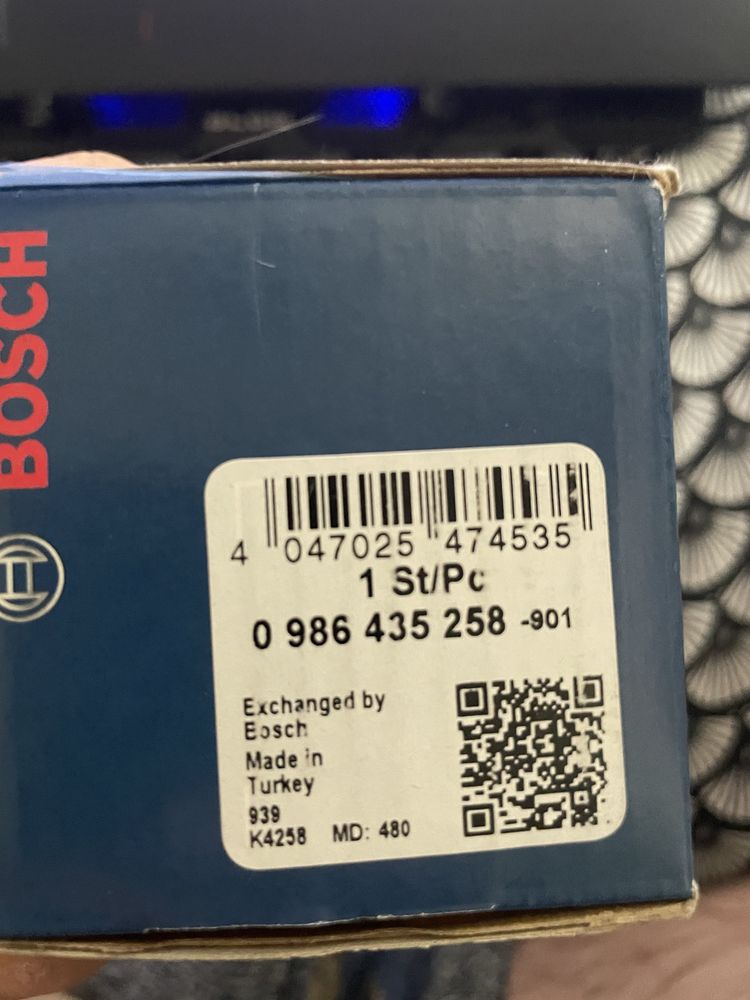 BOSCH
4 047025 474535
1 St/Pc
0 986 435 258 -901
Exchanged by
Bosch
Made in
Turkey
939
K4258 MD: 480